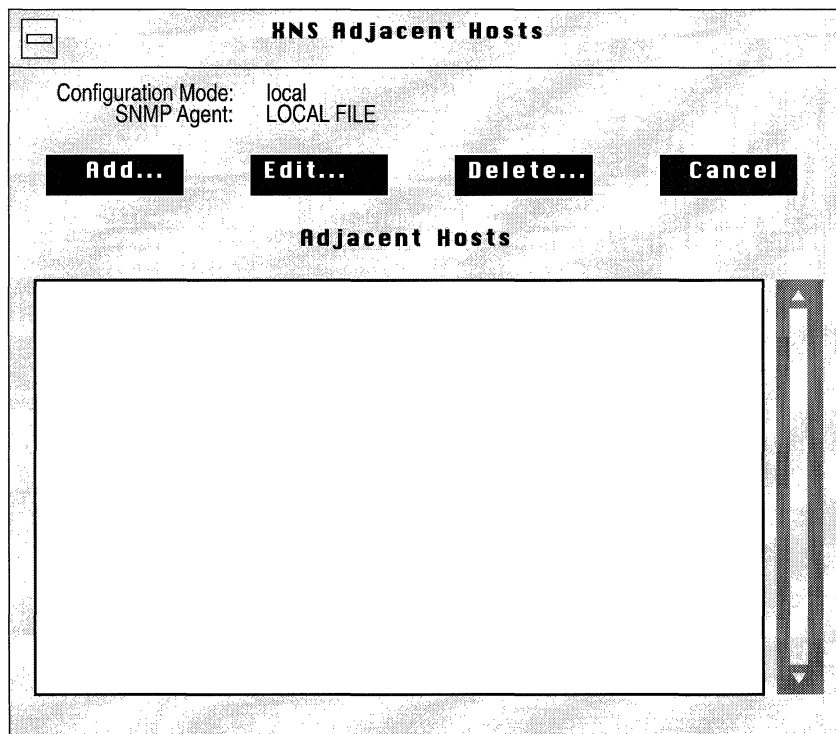 XNS Adjacent Hosts
Configuration Mode: local
SNMP Agent: LOCAL FILE
Add... Edit... Delete... Cancel
Adjacent Hosts